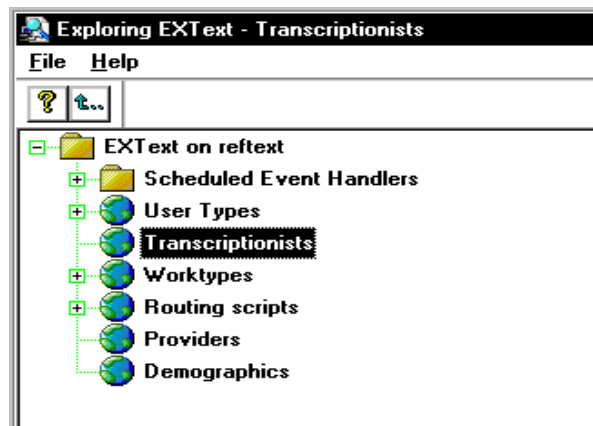 Exploring EXText - Transcriptionists
File Help
EXText on reftext
Scheduled Event Handlers
User Types
Transcriptionists
Worktypes
Routing scripts
Providers
Demographics